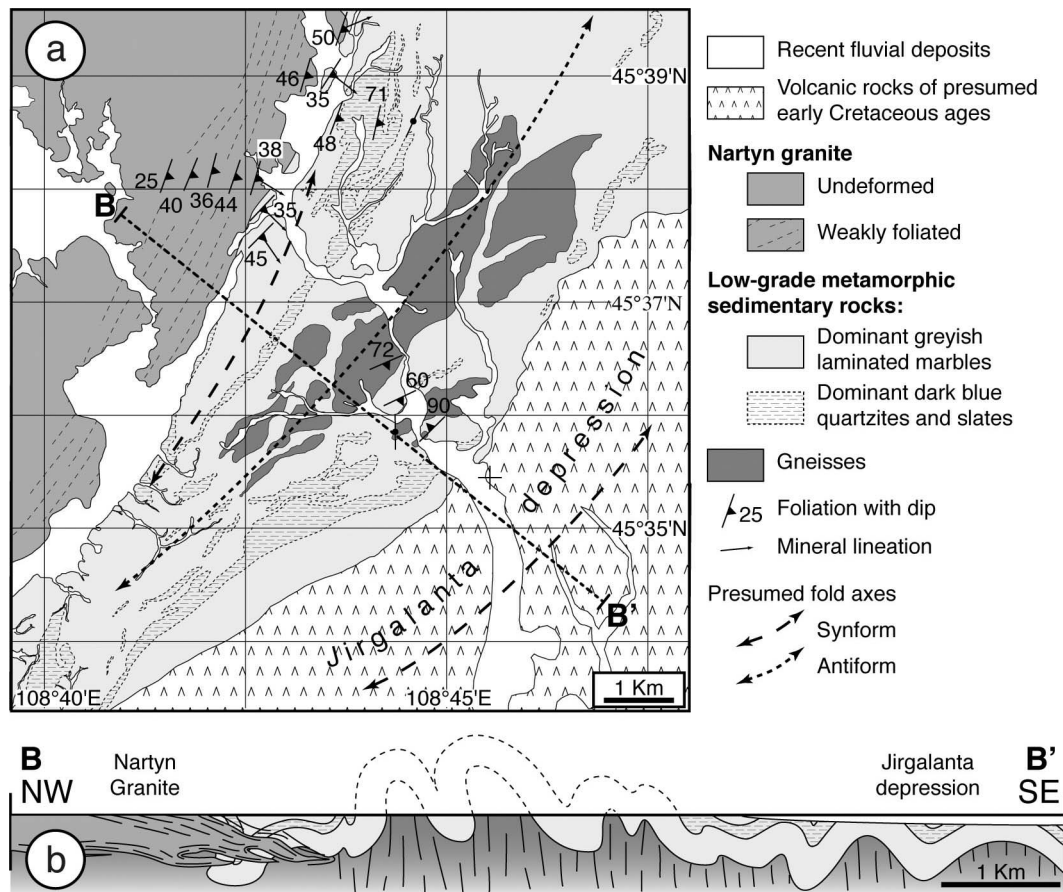 a
50
46
35
71
45°39'N
48
38
25
40
36
44
B
35
45
45°37'N
72
60
90
depression
45°35'N
Jirgalanta
B'
1 Km
108°40'E
108°45'E
Recent fluvial deposits
Volcanic rocks of presumed
early Cretaceous ages
Nartyn granite
Undeformed
Weakly foliated
Low-grade metamorphic
sedimentary rocks:
Dominant greyish
laminated marbles
Dominant dark blue
quartzites and slates
Gneisses
25
Foliation with dip
Mineral lineation
Presumed fold axes
Synform
Antiform
B
NW
Nartyn
Granite
Jirgalanta
depression
B'
SE
b
1 Km